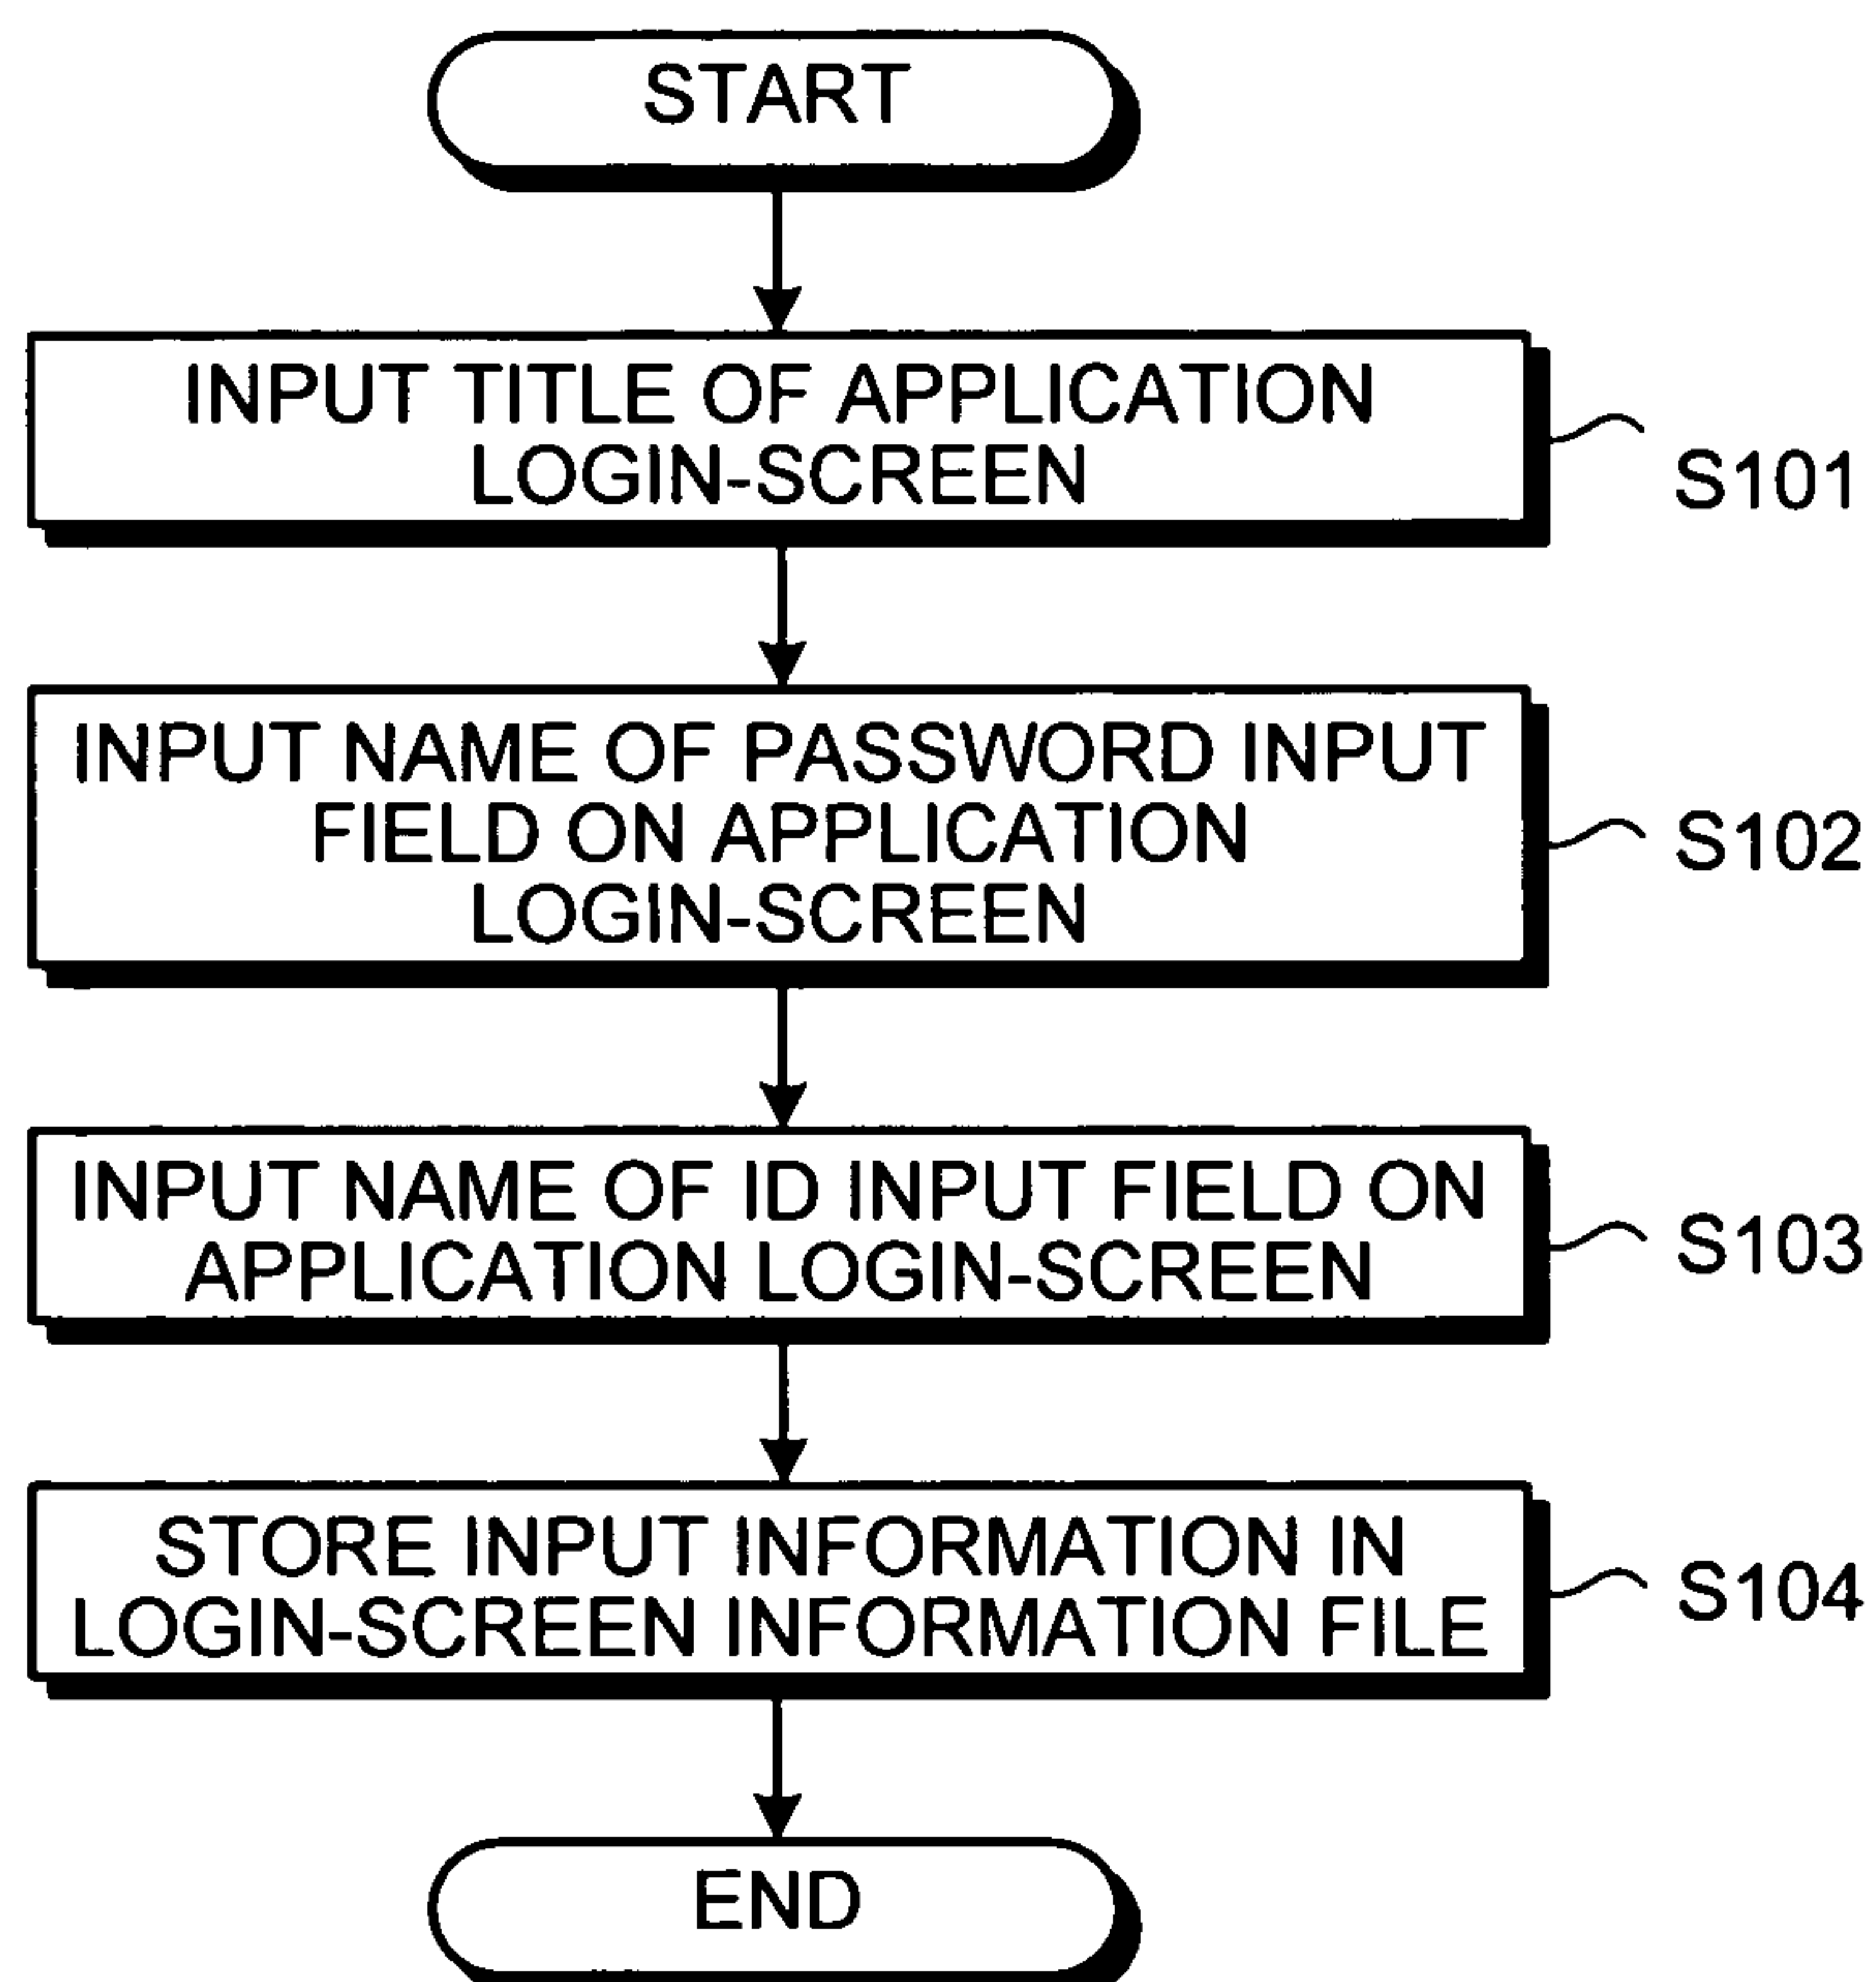 START
INPUT TITLE OF APPLICATION
LOGIN-SCREEN
S101
INPUT NAME OF PASSWORD INPUT
FIELD ON APPLICATION
LOGIN-SCREEN
S102
INPUT NAME OF ID INPUT FIELD ON
APPLICATION LOGIN-SCREEN
S103
STORE INPUT INFORMATION IN
LOGIN-SCREEN INFORMATION FILE
S104
END